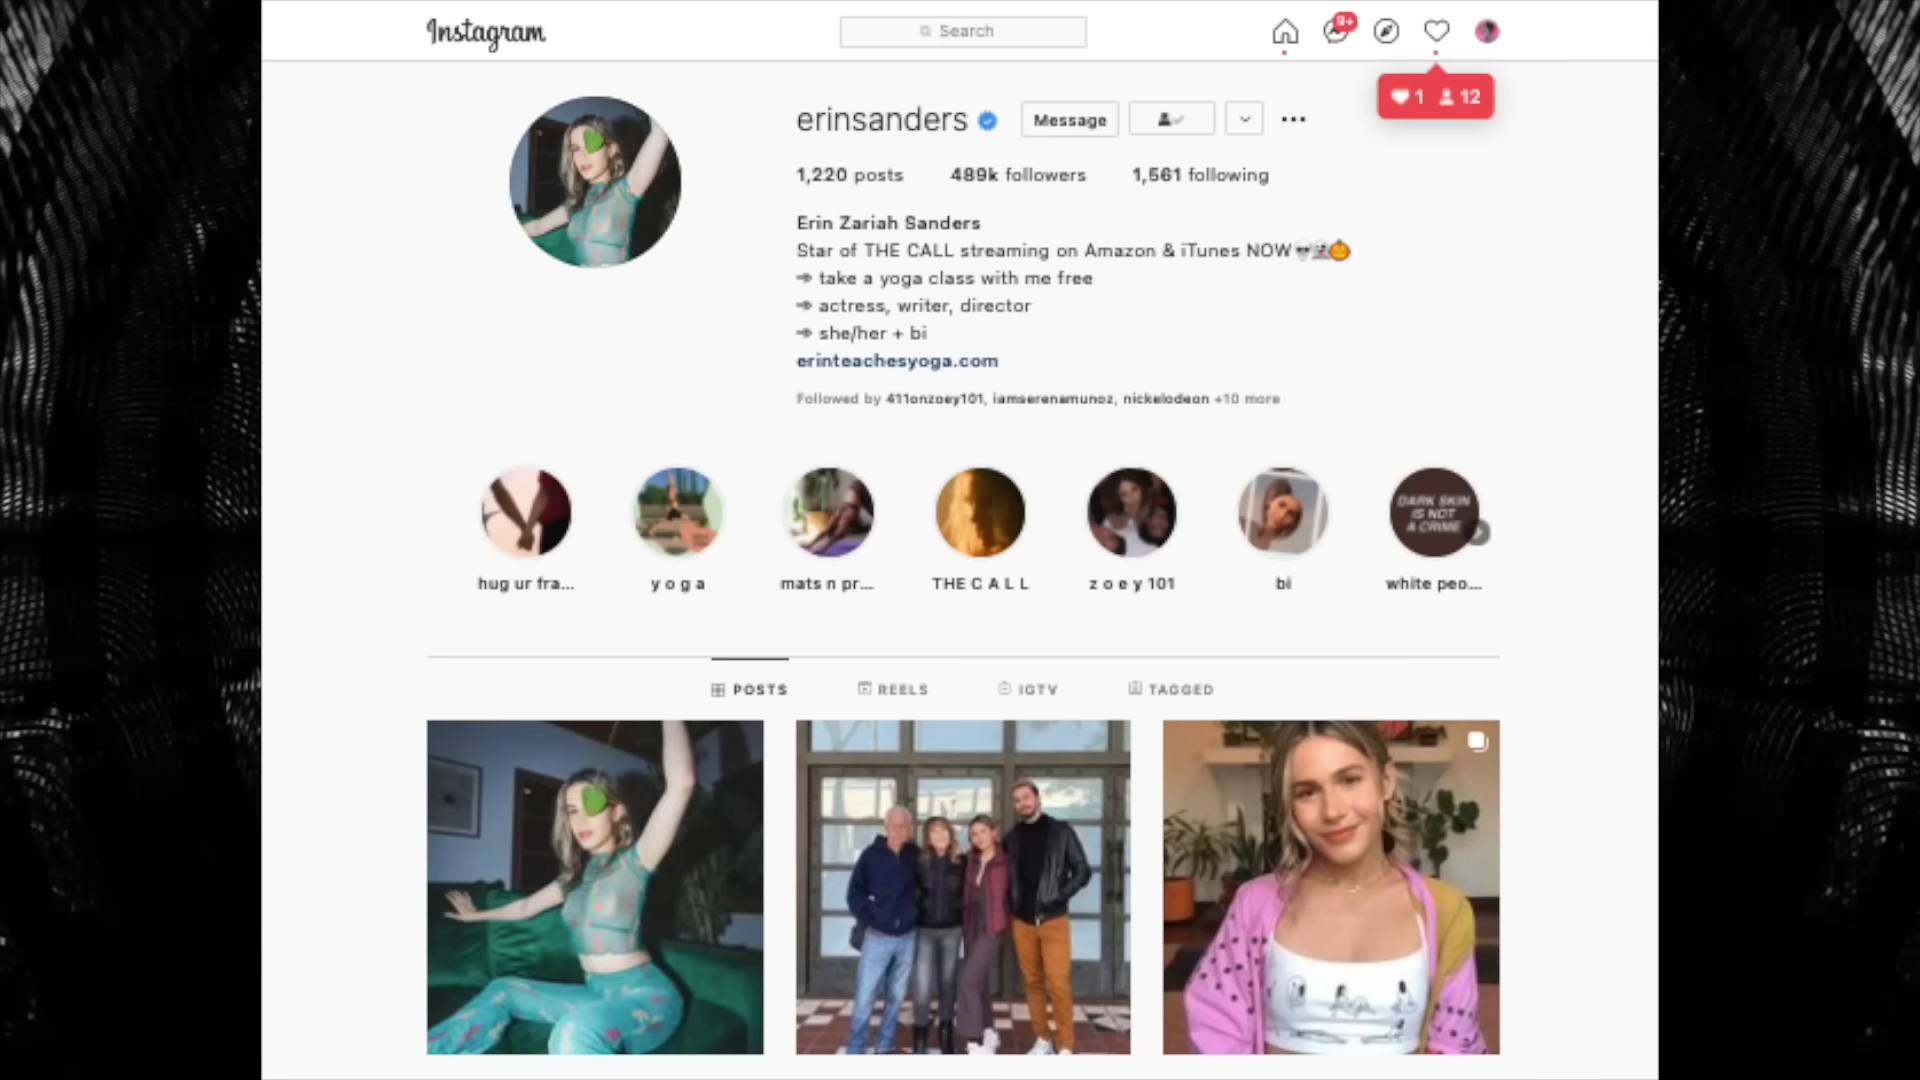 Instagram
Search
9+
1 12
erinsanders
Message
1,220 posts 489k followers 1,561 following
Erin Zariah Sanders
Star of THE CALL streaming on Amazon & iTunes NOW💀👻🎃
➾ take a yoga class with me free
➾ actress, writer, director
➾ she/her + bi
erinteachesyoga.com
Followed by 411onzoey101, iamserenamunoz, nickelodeon +10 more
DARK SKIN
IS NOT
A CRIME
hug ur fra... y o g a mats n pr... THE C A L L z o e y 101 bi white peo...
POSTS REELS IGTV TAGGED